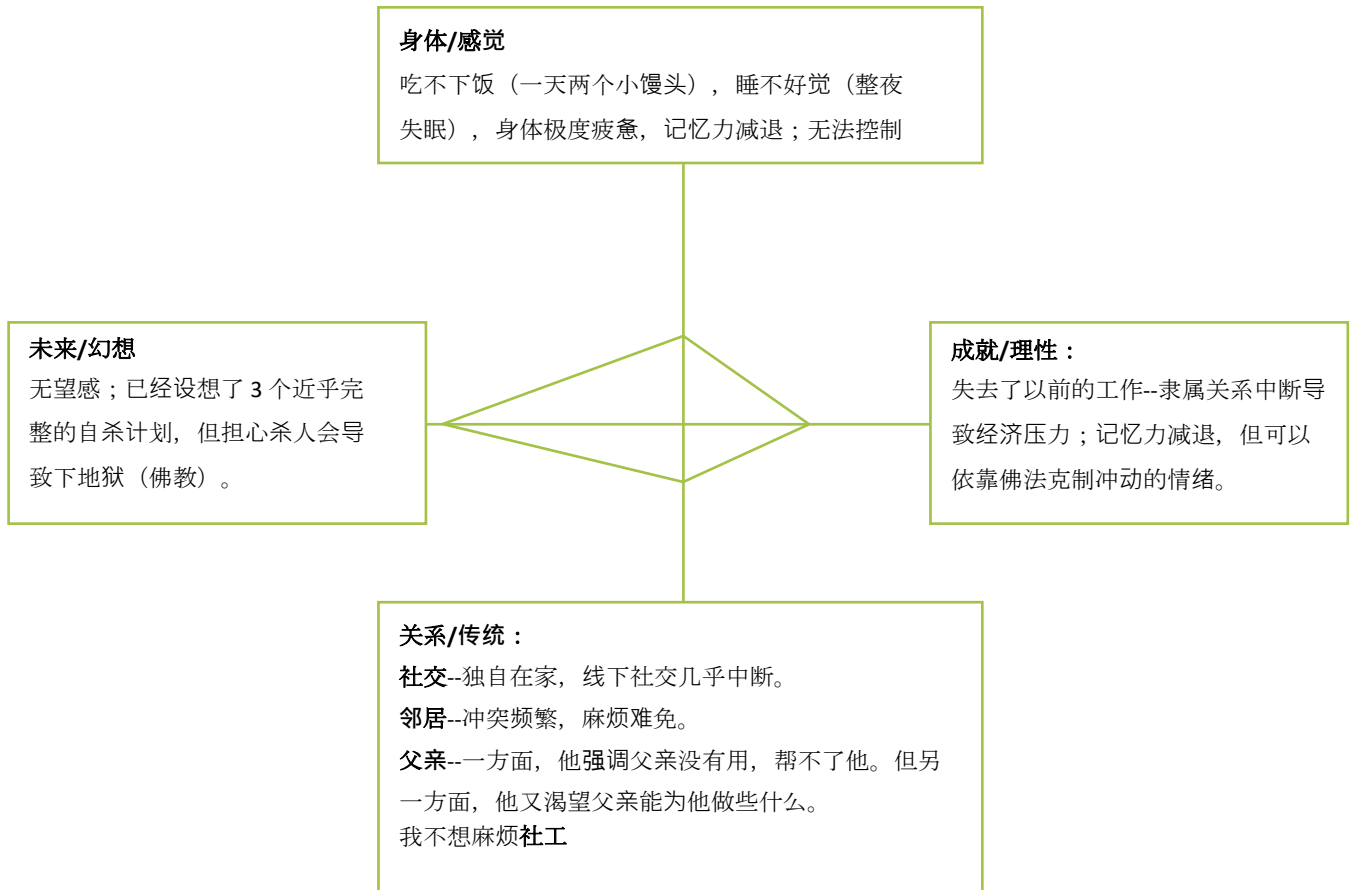 身体/感觉
吃不下饭（一天两个小馒头），睡不好觉（整夜
失眠），身体极度疲惫，记忆力减退；无法控制
未来/幻想
无望感；已经设想了 3 个近乎完
整的自杀计划，但担心杀人会导
致下地狱（佛教）。
成就/理性：
失去了以前的工作--隶属关系中断导
致经济压力；记忆力减退，但可以
依靠佛法克制冲动的情绪。
关系/传统：
社交--独自在家，线下社交几乎中断。
邻居--冲突频繁，麻烦难免。
父亲--一方面，他强调父亲没有用，帮不了他。但另
一方面，他又渴望父亲能为他做些什么。
我不想麻烦社工